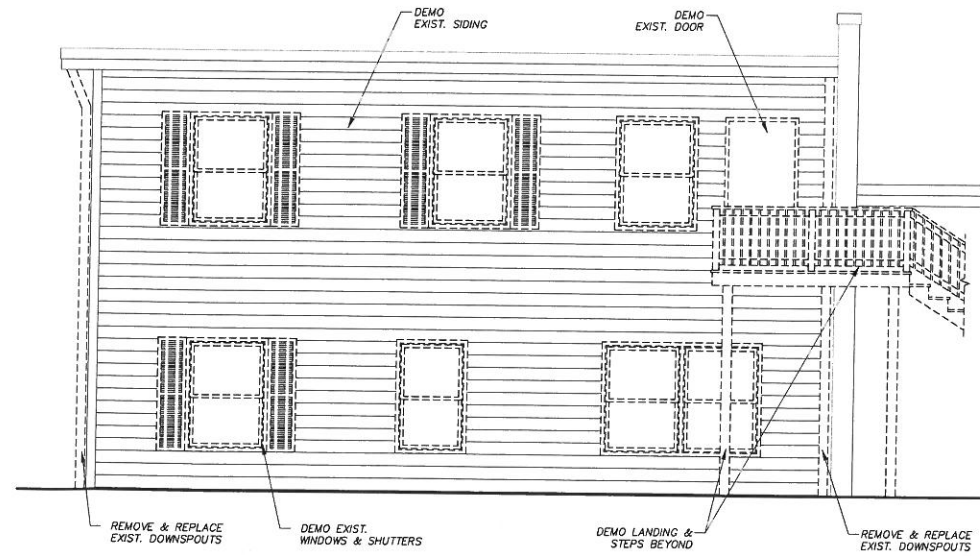 DEMO
EXIST. SIDING
DEMO
EXIST. DOOR
REMOVE & REPLACE
EXIST. DOWNSPOUTS
DEMO EXIST.
WINDOWS & SHUTTERS
DEMO LANDING &
STEPS BEYOND
REMOVE & REPLACE
EXIST. DOWNSPOUTS